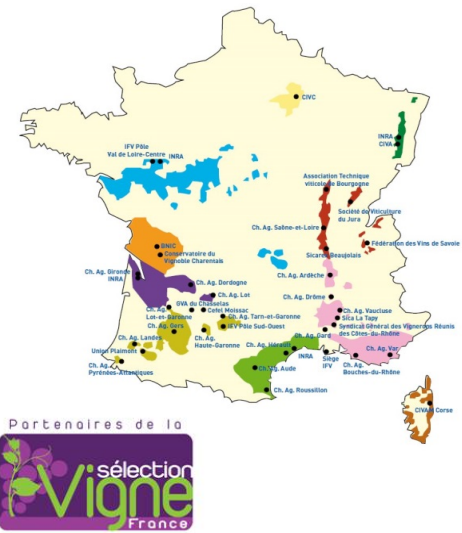 CIVC
INRA
CIVA
IFV Pôle
Val de Loire-Centre
INRA
Association Technique
viticole Bourgogne
Société de Viticulture
du Jura
Ch. Ag. Saône-et-Loire
Fédération des Vins de Savoie
Sicarex Beaujolais
BNIC
Conservatoire du
Vignoble Charentais
Ch. Ag. Gironde
INRA
Ch. Ag. Dordogne
Ch. Ag. Ardèche
Ch. Ag. Lot
Ch. Ag. Drôme
GVA du Chasselas
Ch. Ag.
Lot-et-Garonne
Cefel Moissac
Ch. Ag. Tarn-et-Garonne
Ch. Ag. Vaucluse
Sica La Tapy
Ch. Ag. Gers
IFV Pôle Sud-Ouest
Syndicat Général des Vignerons Réunis
des Côtes-du-Rhône
Ch. Ag. Landes
Ch. Ag.
Haute-Garonne
Ch. Ag. Gard
Ch. Ag. Hérault
Union Plaimont
INRA
Siège
IFV
Ch. Ag. Var
Ch. Ag.
Pyrénées-Atlantiques
Ch. Ag. Aude
Ch. Ag.
Bouches-du-Rhône
Ch. Ag. Roussillon
CIVAM Corse
Partenaires de la
sélection
Vigne
France